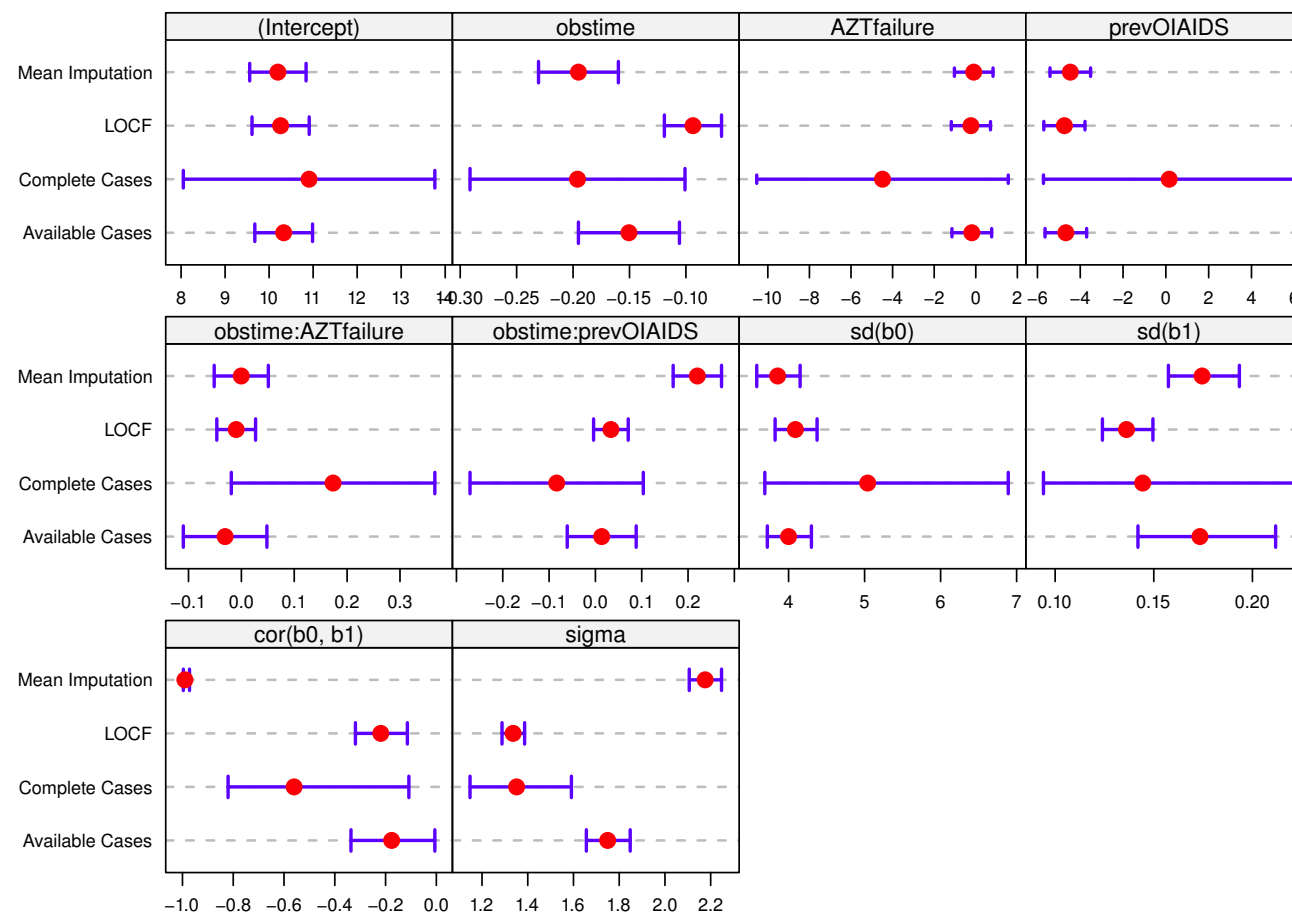 (Intercept) obstime AZTfailure prevOIAIDS
Mean Imputation
LOCF
Complete Cases
Available Cases
8 9 10 11 12 13 14 −0.30 −0.25 −0.20 −0.15 −0.10 −10 −8 −6 −4 −2 0 2 −6 −4 −2 0 2 4 6
obstime:AZTfailure obstime:prevOIAIDS sd(b0) sd(b1)
Mean Imputation
LOCF
Complete Cases
Available Cases
−0.1 0.0 0.1 0.2 0.3 −0.2 −0.1 0.0 0.1 0.2 4 5 6 7 0.10 0.15 0.20
cor(b0, b1) sigma
Mean Imputation
LOCF
Complete Cases
Available Cases
−1.0 −0.8 −0.6 −0.4 −0.2 0.0 1.2 1.4 1.6 1.8 2.0 2.2